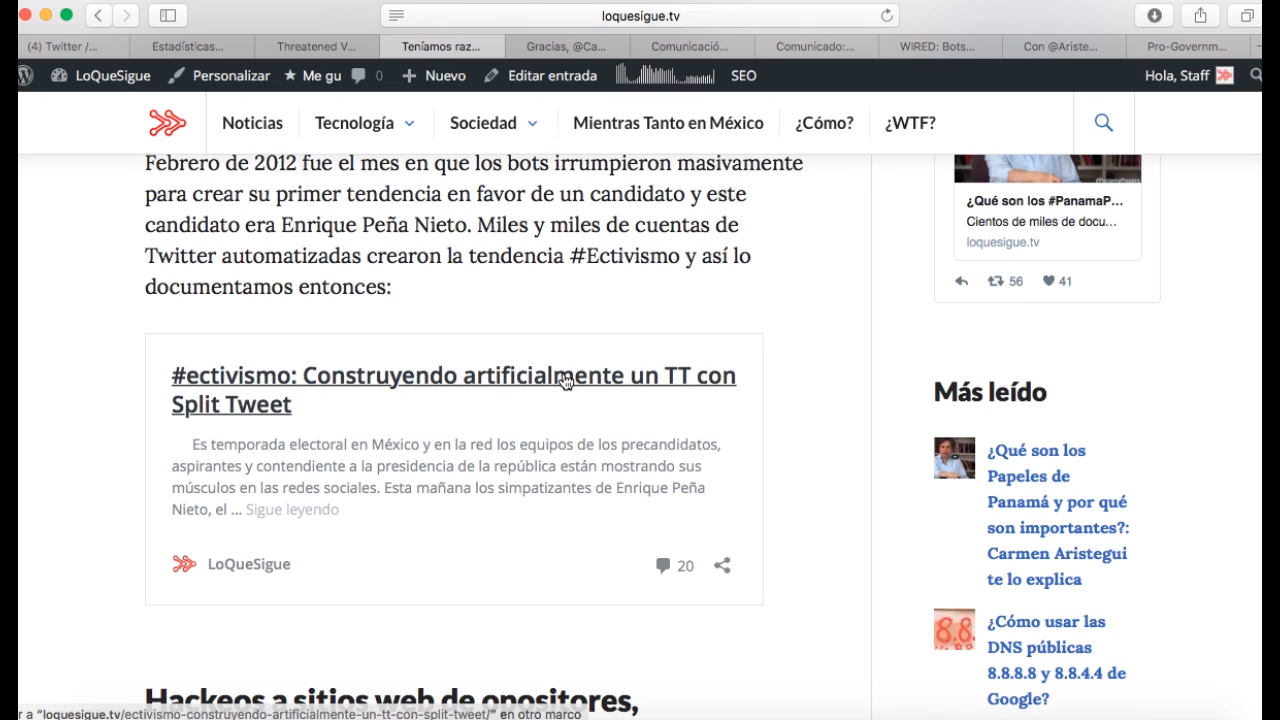 loquesigue.tv
(4) Twitter /...
Estadísticas...
Threatened V...
Teníamos raz...
Gracias, @Ca...
Comunicació...
Comunicado:...
WIRED: Bots...
Con @Ariste...
Pro-Governm...
LoQueSigue
Personalizar
Me gu
0
Nuevo
Editar entrada
SEO
Hola, Staff
Noticias
Tecnología
Sociedad
Mientras Tanto en México
¿Cómo?
¿WTF?
Febrero de 2012 fue el mes en que los bots irrumpieron masivamente
para crear su primer tendencia en favor de un candidato y este
candidato era Enrique Peña Nieto. Miles y miles de cuentas de
Twitter automatizadas crearon la tendencia #Ectivismo y así lo
documentamos entonces:
#ectivismo: Construyendo artificialmente un TT con
Split Tweet
Es temporada electoral en México y en la red los equipos de los precandidatos,
aspirantes y contendiente a la presidencia de la república están mostrando sus
músculos en las redes sociales. Esta mañana los simpatizantes de Enrique Peña
Nieto, el ... Sigue leyendo
LoQueSigue
20
Hackeos a sitios web de opositores,
r a “loquesigue.tv/ectivismo-construyendo-artificialmente-un-tt-con-split-tweet/” en otro marco
#PanamaPapers
¿Qué son los #PanamaP...
Cientos de miles de docu...
loquesigue.tv
56
41
Más leído
¿Qué son los
Papeles de
Panamá y por qué
son importantes?:
Carmen Aristegui
te lo explica
8.8.
¿Cómo usar las
DNS públicas
8.8.8.8 y 8.8.4.4 de
Google?